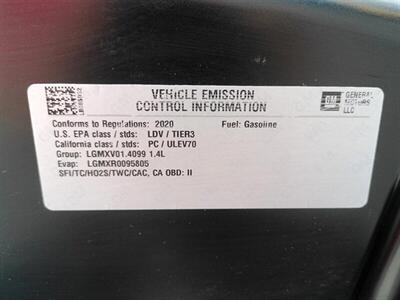 VEHICLE EMISSION
CONTROL INFORMATION
GM
GENERAL
MOTORS
LLC
Conforms to Regulations: 2020 Fuel: Gasoline
U.S. EPA class / stds: LDV / TIER3
California class / stds: PC / ULEV70
Group: LGMXV01.4099 1.4L
Evap: LGMXR0095805
SFI/TC/HO2S/TWC/CAC, CA OBD: II